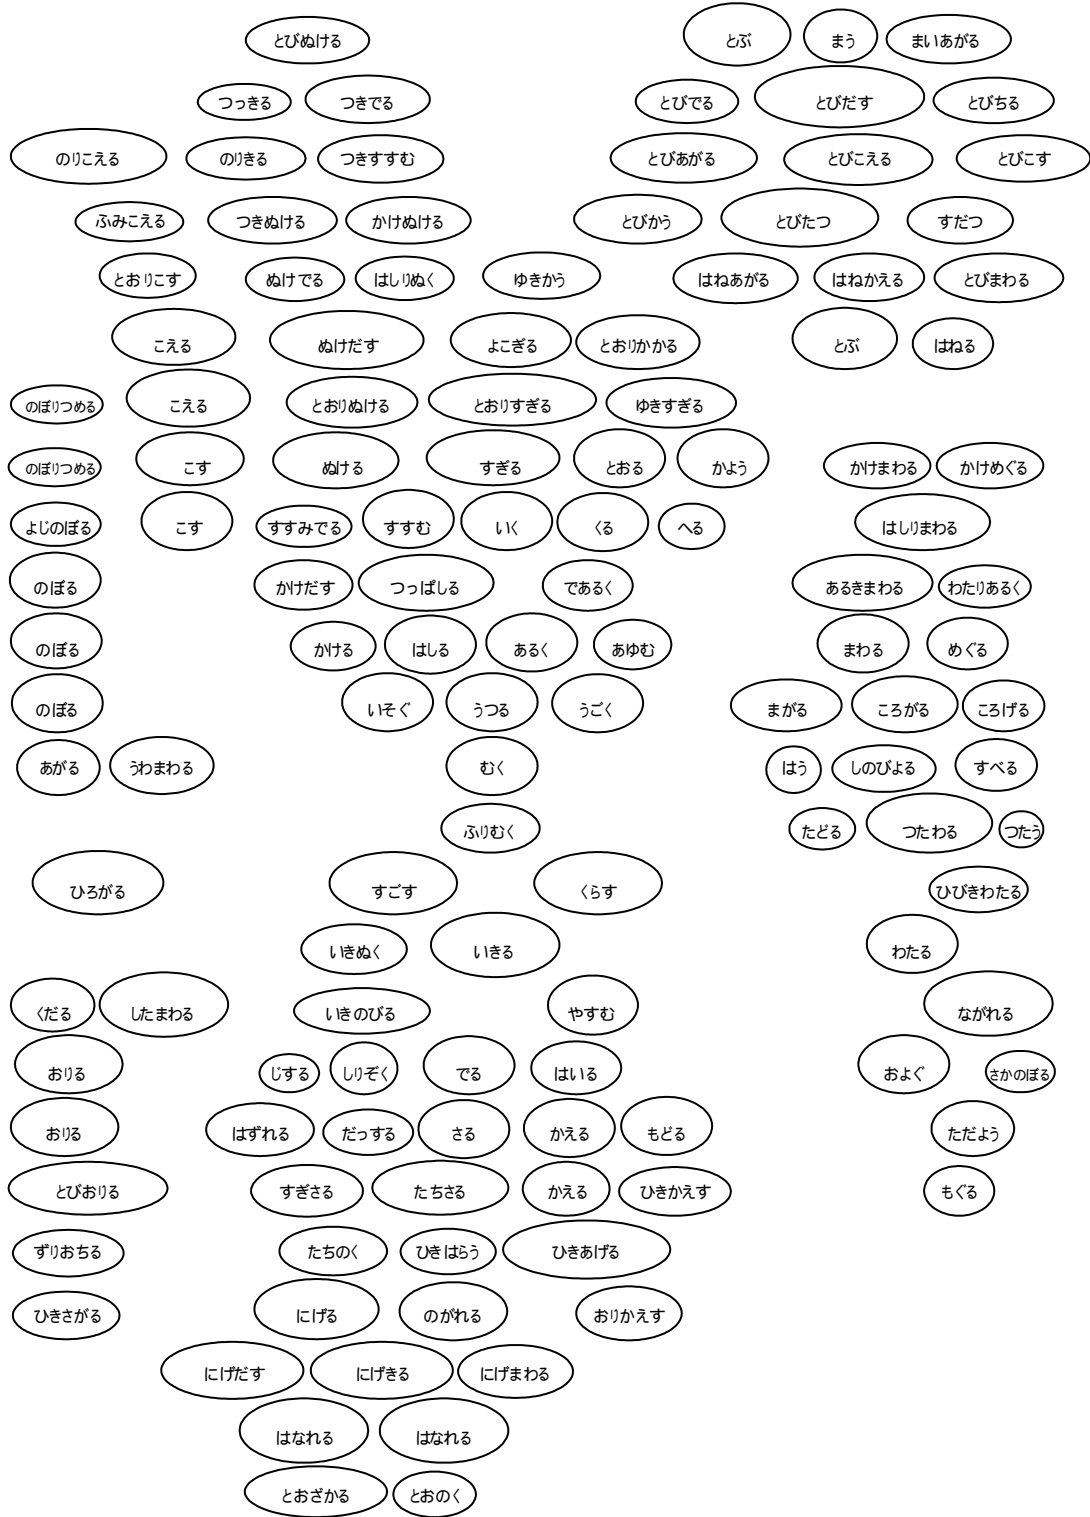 とびぬける とぶ まう まいあがる
つっきる つきでる とびでる とびだす とびちる
のりこえる のりきる つきすすむ とびあがる とびこえる とびこす
ふみこえる つきぬける かけぬける とびかう とびたつ すだつ
とおりこす ぬけでる はしりぬく ゆきかう はねあがる はねかえる とびまわる
こえる ぬけだす よこぎる とおりかかる とぶ はねる
のぼりつめる こえる とおりぬける とおりすぎる ゆきすぎる
のぼりつめる こす ぬける すぎる とおる かよう かけまわる かけめぐる
よじのぼる こす すすみでる すすむ いく くる へる はしりまわる
のぼる かけだす つっぱしる であるく あるきまわる わたりあるく
のぼる かける はしる あるく あゆむ まわる めぐる
のぼる いそぐ うつる うごく まがる ころがる ころげる
あがる うわまわる むく はう しのびよる すべる
ふりむく たどる つたわる つたう
ひろがる すごす くらす ひびきわたる
いきぬく いきる わたる
くだる したまわる いきのびる やすむ ながれる
おりる じする しりぞく でる はいる およぐ さかのぼる
おりる はずれる だっする さる かえる もどる ただよう
とびおりる すぎさる たちさる かえる ひきかえす もぐる
ずりおちる たちのく ひきはらう ひきあげる
ひきさがる にげる のがれる おりかえす
にげだす にげきる にげまわる
はなれる はなれる
とおざかる とおのく